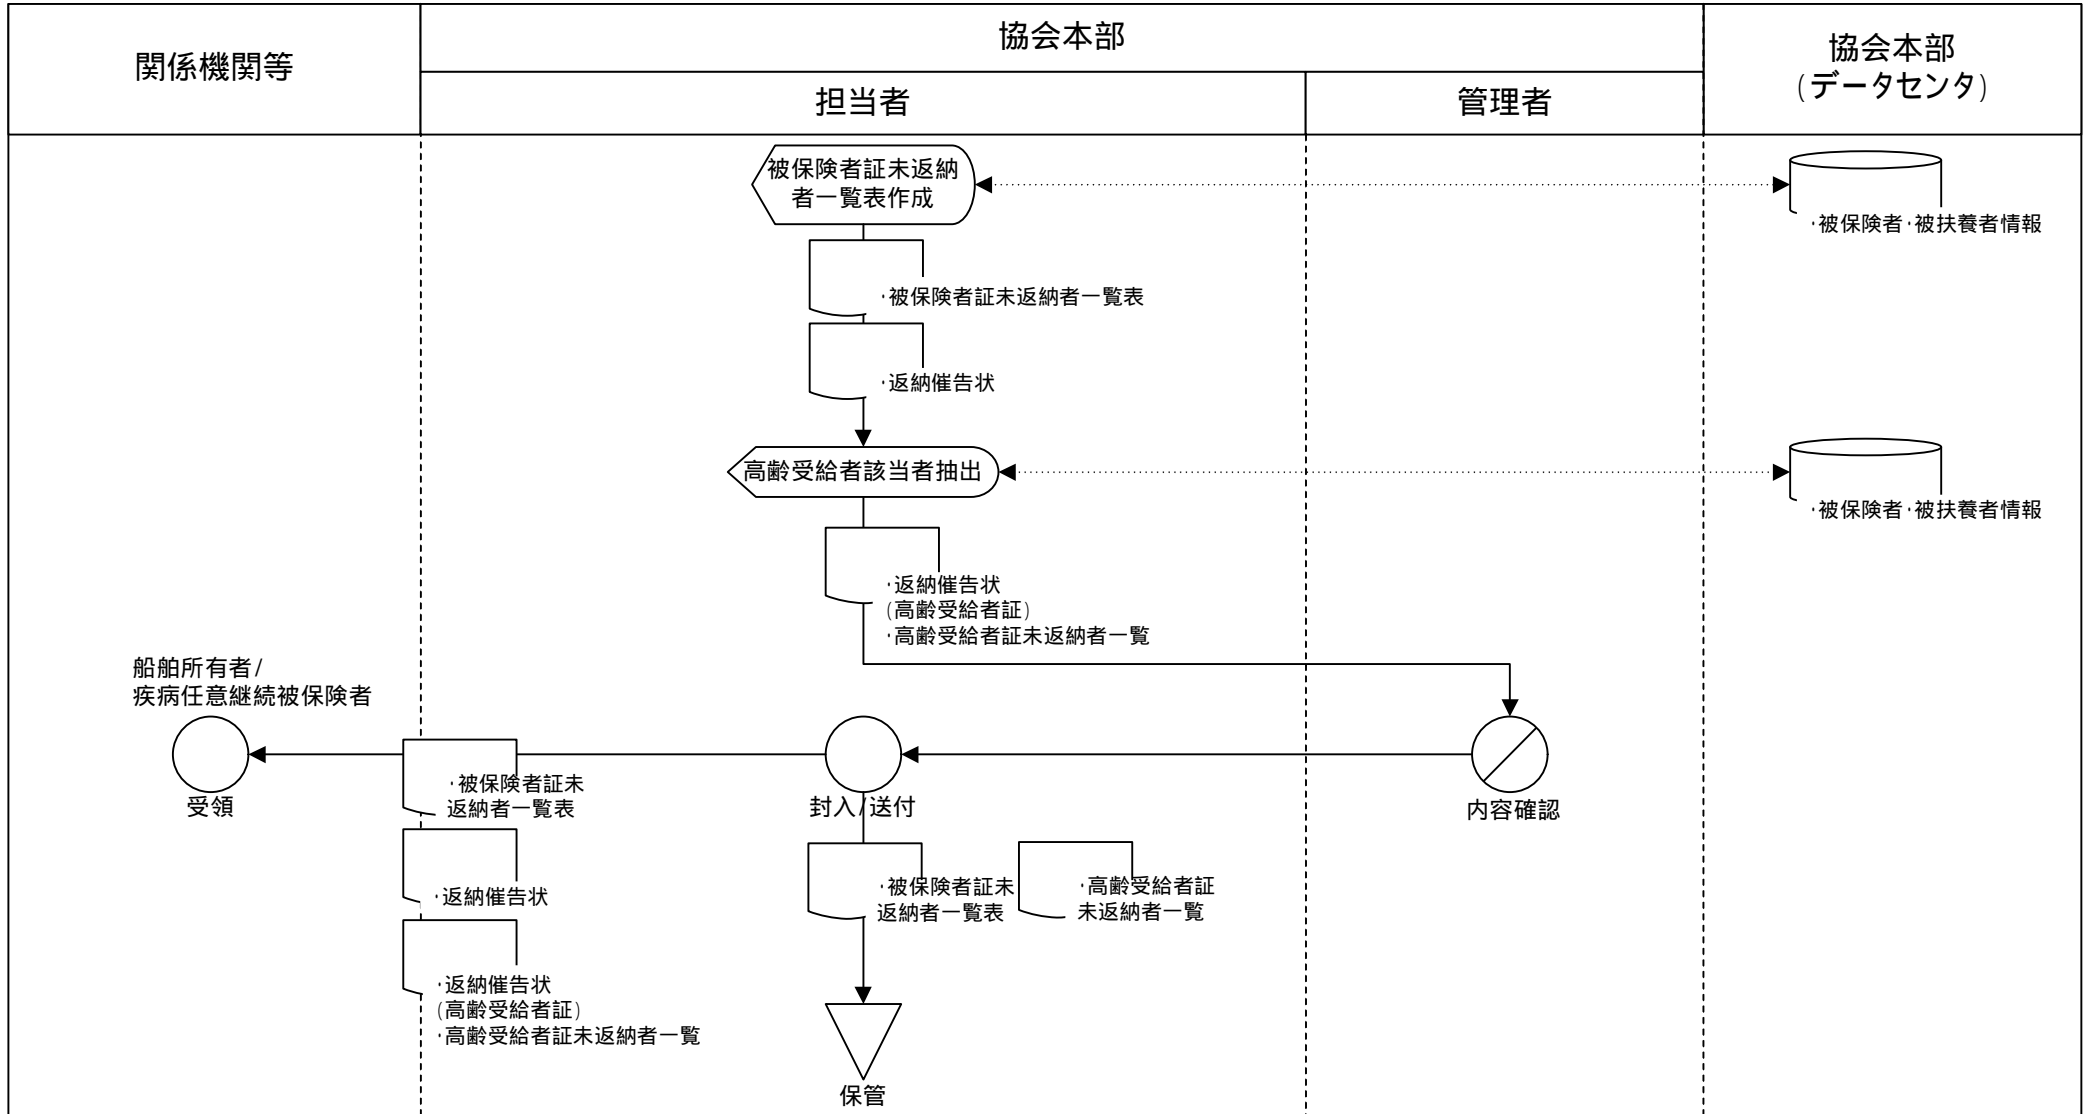 関係機関等
協会本部
担当者
管理者
協会本部
(データセンタ)
被保険者証未返納
者一覧表作成
・被保険者・被扶養者情報
・被保険者証未返納者一覧表
・返納催告状
高齢受給者該当者抽出
・被保険者・被扶養者情報
・返納催告状
(高齢受給者証)
・高齢受給者証未返納者一覧
船舶所有者/
疾病任意継続被保険者
受領
・被保険者証未
返納者一覧表
封入/送付
内容確認
・返納催告状
・被保険者証未
返納者一覧表
・高齢受給者証
未返納者一覧
・返納催告状
(高齢受給者証)
・高齢受給者証未返納者一覧
保管